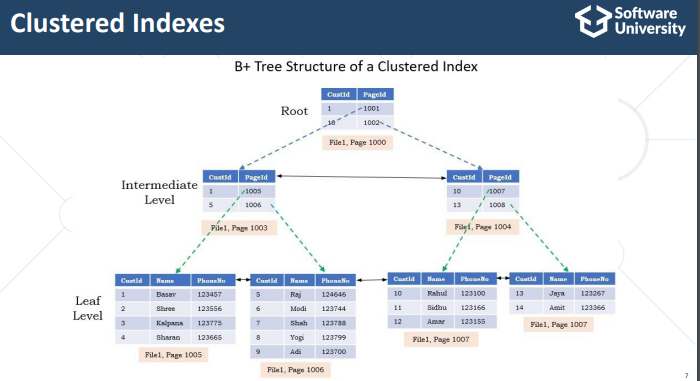 Clustered Indexes
Software
University
B+ Tree Structure of a Clustered Index
CustId PageId
1 1001
10 1002
Root
File1, Page 1000
CustId PageId
1 1005
5 1006
Intermediate
Level
File1, Page 1003
CustId PageId
10 1007
13 1008
File1, Page 1004
Leaf
Level
CustId Name PhoneNo
1 Basav 123457
2 Shree 123556
3 Kalpana 123775
4 Sharan 123665
File1, Page 1005
CustId Name PhoneNo
5 Raj 124646
6 Modi 123744
7 Shah 123788
8 Yogi 123799
9 Adi 123700
File1, Page 1006
CustId Name PhoneNo
10 Rahul 123100
11 Sidhu 123166
12 Amar 123155
File1, Page 1007
CustId Name PhoneNo
13 Jaya 123267
14 Amit 123366
File1, Page 1007
7